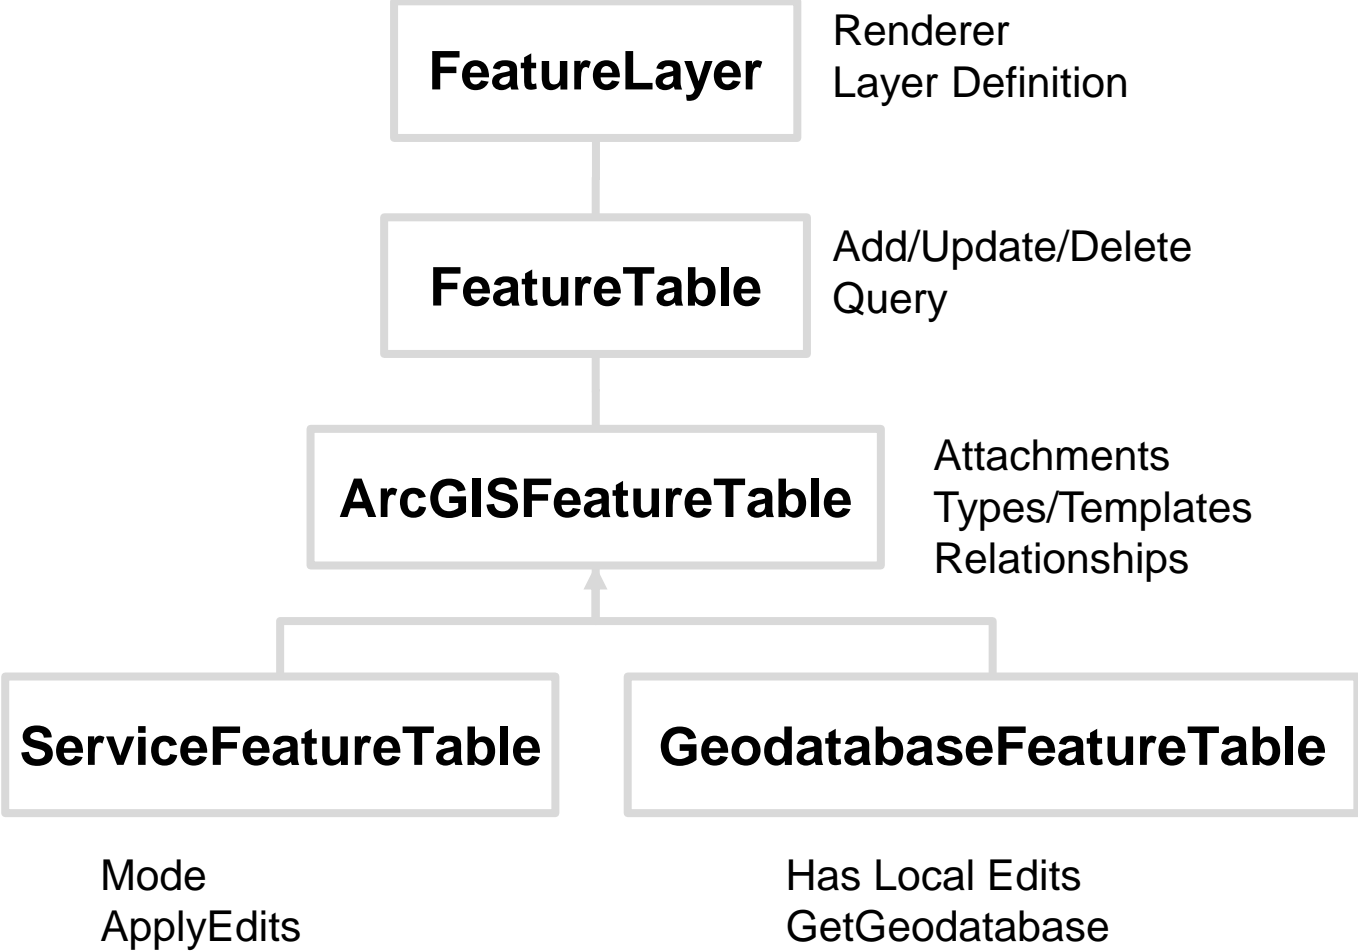 FeatureLayer
Renderer
Layer Definition
FeatureTable
Add/Update/Delete
Query
ArcGISFeatureTable
Attachments
Types/Templates
Relationships
ServiceFeatureTable
GeodatabaseFeatureTable
Mode
ApplyEdits
Has Local Edits
GetGeodatabase